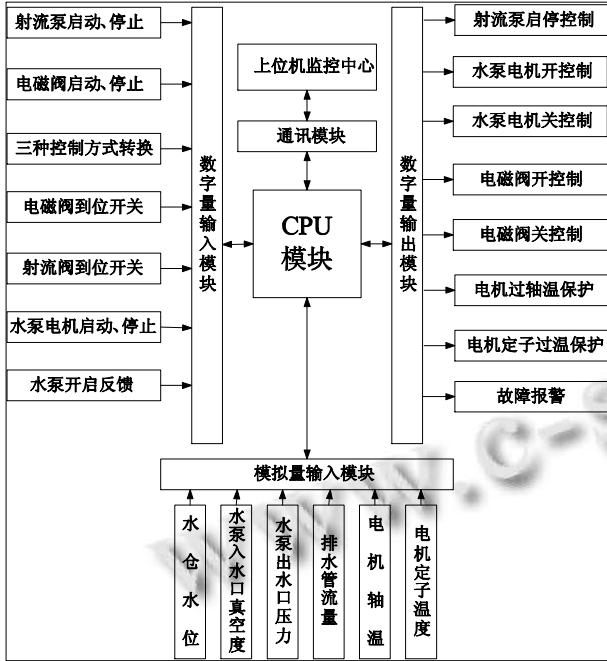 射流泵启动、停止
电磁阀启动、停止
三种控制方式转换
电磁阀到位开关
射流阀到位开关
水泵电机启动、停止
水泵开启反馈
数字量输入模块
上位机监控中心
通讯模块
CPU
模块
数字量输出模块
射流泵启停控制
水泵电机开控制
水泵电机关控制
电磁阀开控制
电磁阀关控制
电机过轴温保护
电机定子过温保护
故障报警
模拟量输入模块
水仓水位
水泵入水口真空度
水泵出水口压力
排水管流量
电机轴温
电机定子温度
www.c-s